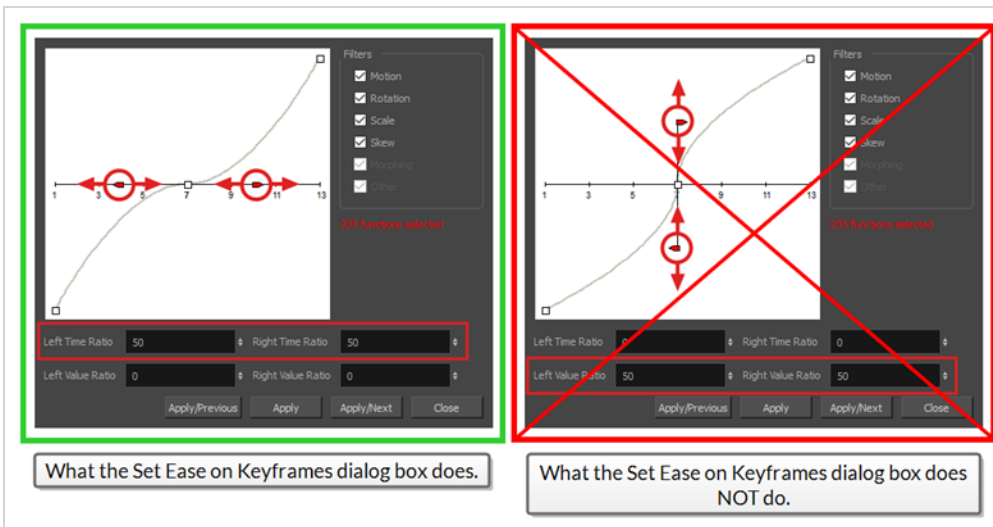 Filters
Motion
Rotation
Scale
Skew
Morphing
Other
1 3 5 7 9 11 13
235 functions selected
Left Time Ratio 50 Right Time Ratio 50
Left Value Ratio 0 Right Value Ratio 0
Apply/Previous Apply Apply/Next Close
What the Set Ease on Keyframes dialog box does.
Filters
Motion
Rotation
Scale
Skew
Morphing
Other
1 3 5 7 9 11 13
235 functions selected
Left Time Ratio 0 Right Time Ratio 0
Left Value Ratio 50 Right Value Ratio 50
Apply/Previous Apply Apply/Next Close
What the Set Ease on Keyframes dialog box does
NOT do.